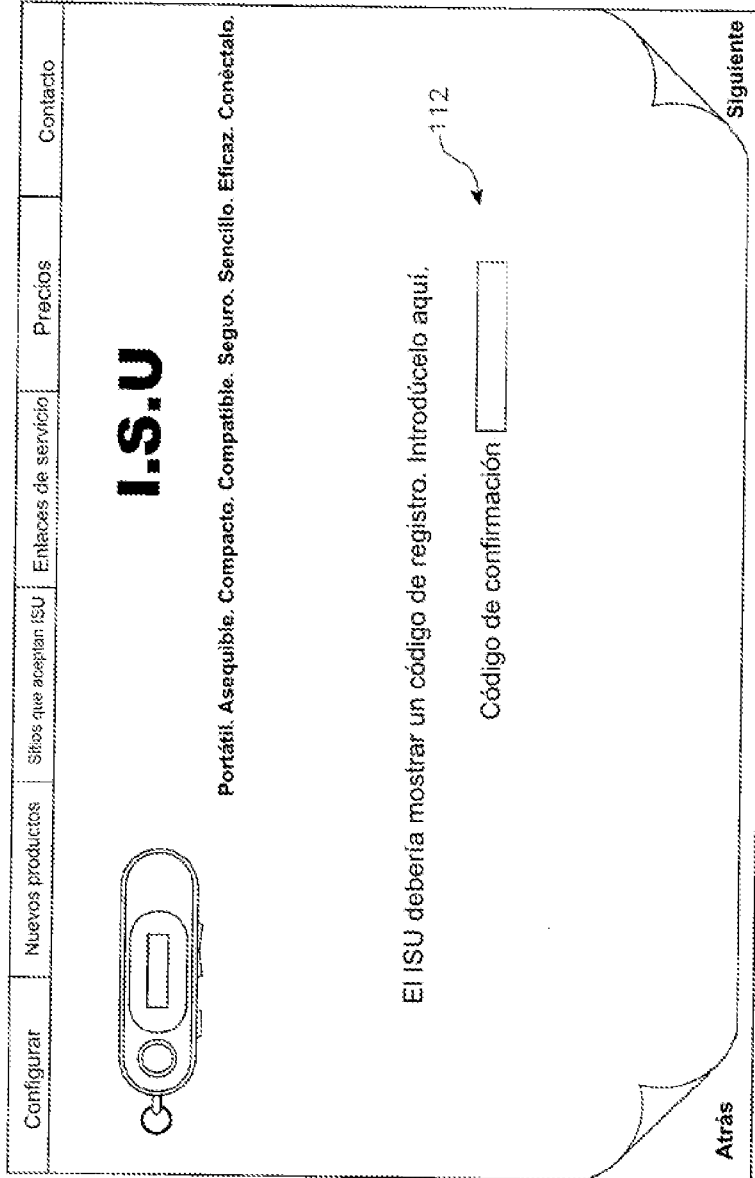 Configurar Nuevos productos Sitios que aceptan ISU Enlaces de servicio Precios Contacto
I.S.U
Portátil. Asequible. Compacto. Compatible. Seguro. Sencillo. Eficaz. Conéctalo.
El ISU debería mostrar un código de registro. Introdúcelo aquí.
Código de confirmación
112
Atrás Siguiente